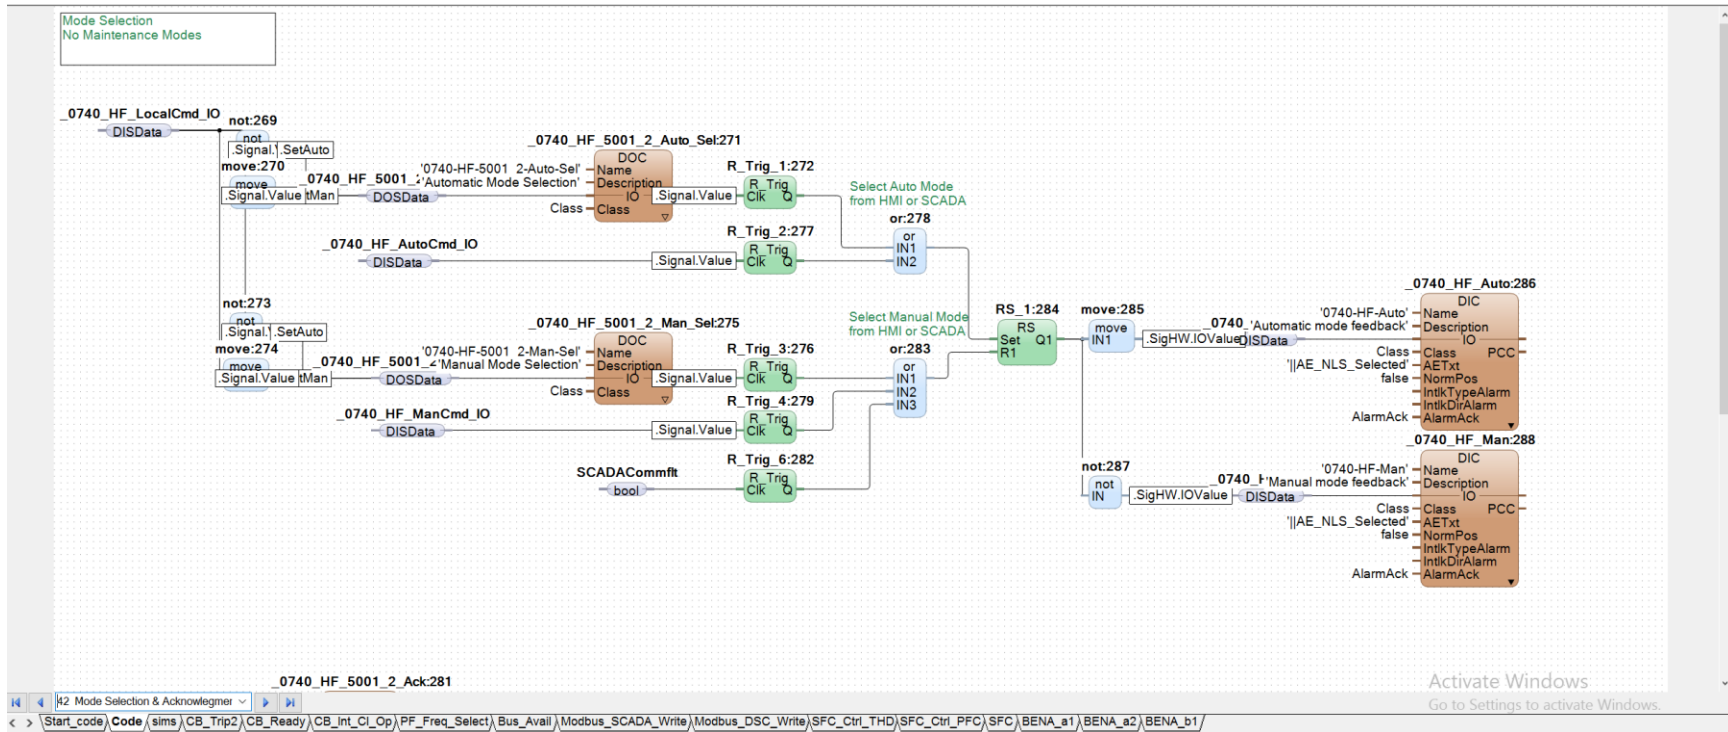 Mode Selection
No Maintenance Modes
_0740_HF_LocalCmd_IO
DISData
not:269
not
.Signal.
.SetAuto
move:270
move
.Signal.Value
tMan
_0740_HF_5001_
DOSData
_0740_HF_5001_2_Auto_Sel:271
DOC
'0740-HF-5001_2-Auto-Sel'
Name
'Automatic Mode Selection'
Description
IO
Class
Class
.Signal.Value
R_Trig_1:272
R_Trig
Clk Q
Select Auto Mode
from HMI or SCADA
_0740_HF_AutoCmd_IO
DISData
.Signal.Value
R_Trig_2:277
R_Trig
Clk Q
or:278
or
IN1
IN2
not:273
not
.Signal.
.SetAuto
move:274
move
.Signal.Value
tMan
_0740_HF_5001_
DOSData
_0740_HF_5001_2_Man_Sel:275
DOC
'0740-HF-5001_2-Man-Sel'
Name
'Manual Mode Selection'
Description
IO
Class
Class
.Signal.Value
R_Trig_3:276
R_Trig
Clk Q
Select Manual Mode
from HMI or SCADA
or:283
or
IN1
IN2
IN3
_0740_HF_ManCmd_IO
DISData
.Signal.Value
R_Trig_4:279
R_Trig
Clk Q
SCADACommflt
bool
R_Trig_6:282
R_Trig
Clk Q
RS_1:284
RS
Set Q1
R1
move:285
move
IN1
.SigHW.IOValue
_0740_
DISData
_0740_HF_Auto:286
DIC
'0740-HF-Auto'
Name
'Automatic mode feedback'
Description
IO
Class
Class
PCC
'||AE_NLS_Selected'
AETxt
false
NormPos
IntlkTypeAlarm
IntlkDirAlarm
AlarmAck
AlarmAck
not:287
not
IN
.SigHW.IOValue
DISData
_0740_HF_Man:288
DIC
'0740-HF-Man'
Name
'Manual mode feedback'
Description
IO
Class
Class
PCC
'||AE_NLS_Selected'
AETxt
false
NormPos
IntlkTypeAlarm
IntlkDirAlarm
AlarmAck
AlarmAck
_0740_HF_5001_2_Ack:281
Activate Windows
Go to Settings to activate Windows.
42 Mode Selection & Acknowlegmer
Start_code Code sims CB_Trip2 CB_Ready CB_Int_Cl_Op PF_Freq_Select Bus_Avail Modbus_SCADA_Write Modbus_DSC_Write SFC_Ctrl_THD SFC_Ctrl_PFC SFC BENA_a1 BENA_a2 BENA_b1